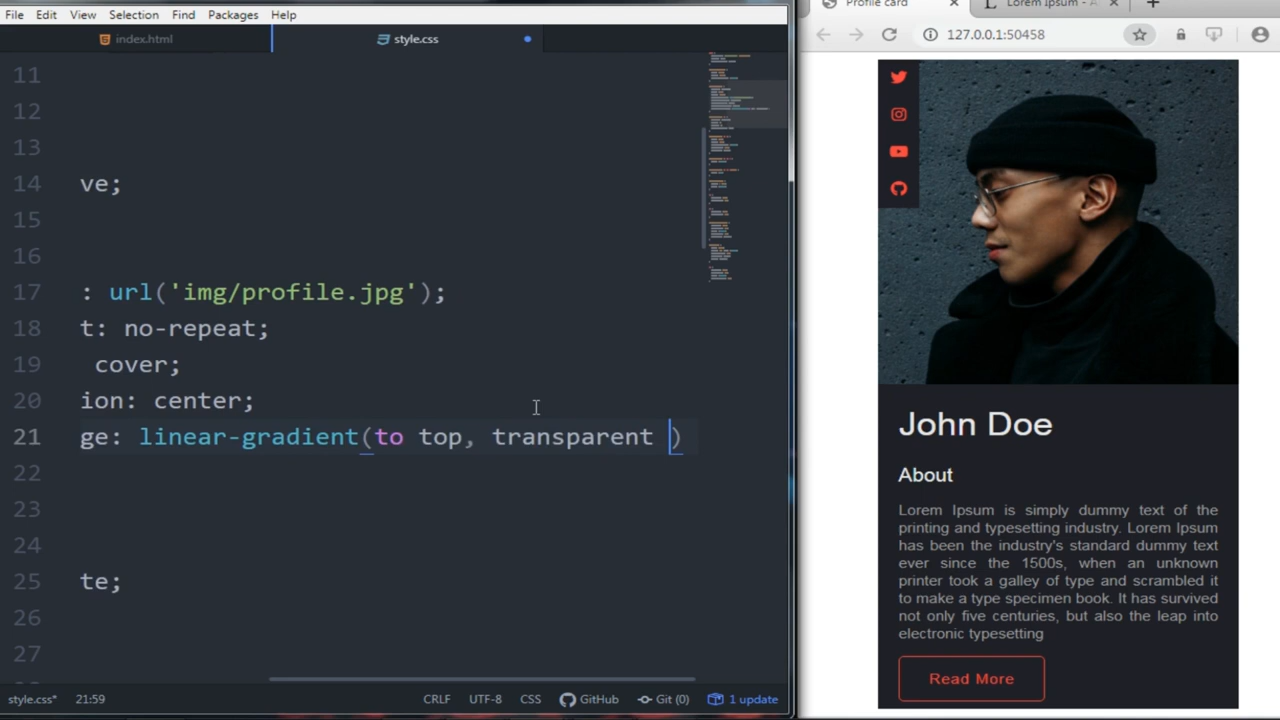 File Edit View Selection Find Packages Help
index.html
style.css
11
12
3
4 ve;
15
16
17 : url('img/profile.jpg');
18 t: no-repeat;
19 cover;
20 ion: center;
21 ge: linear-gradient(to top, transparent )
22
23
24
25 te;
26
27
style.css* 21:59 CRLF UTF-8 CSS GitHub Git (0) 1 update
Profile card
Lorem Ipsum - A
127.0.0.1:50458
John Doe
About
Lorem Ipsum is simply dummy text of the
printing and typesetting industry. Lorem Ipsum
has been the industry's standard dummy text
ever since the 1500s, when an unknown
printer took a galley of type and scrambled it
to make a type specimen book. It has survived
not only five centuries, but also the leap into
electronic typesetting
Read More